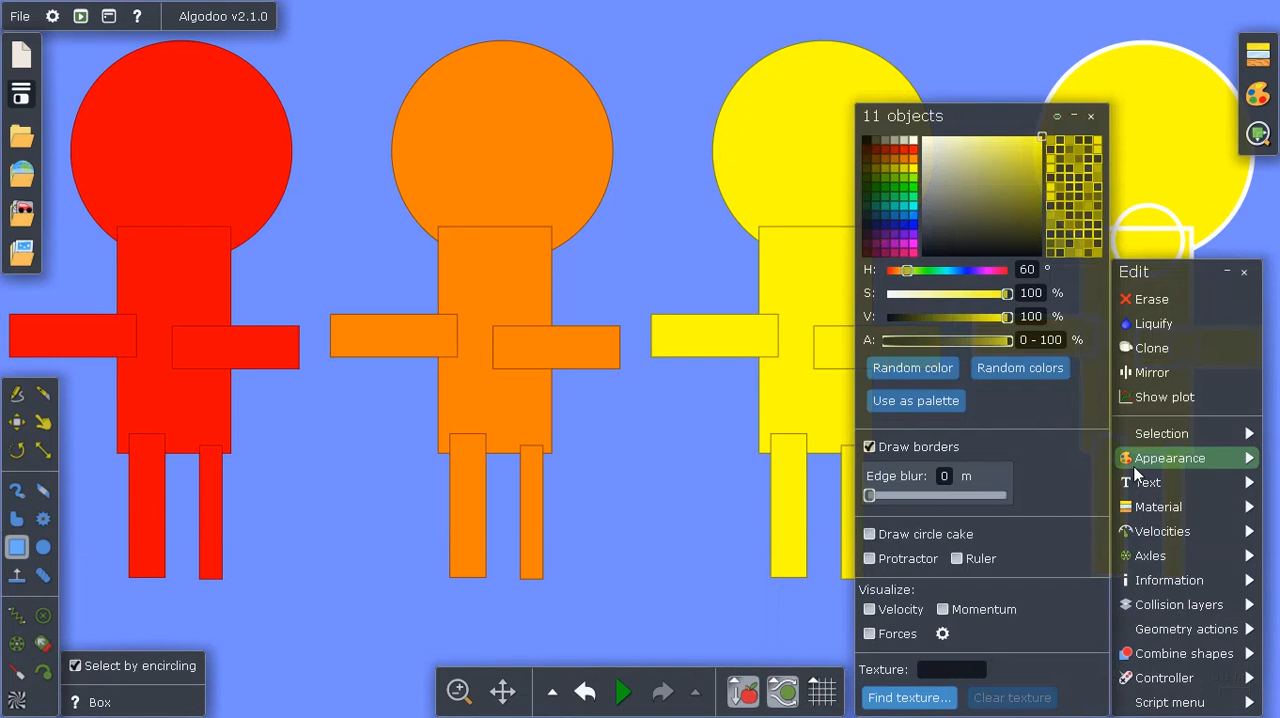 File ? Algodoo v2.1.0
11 objects
H: 60 °
S: 100 %
V: 100 %
A: 0 - 100 %
Random color Random colors
Use as palette
Draw borders
Edge blur: 0 m
Draw circle cake
Protractor Ruler
Visualize:
Velocity Momentum
Forces
Texture:
Find texture... Clear texture
Edit
Erase
Liquify
Clone
Mirror
Show plot
Selection
Appearance
Text
Material
Velocities
Axles
Information
Collision layers
Geometry actions
Combine shapes
Controller
Script menu
Select by encircling
? Box